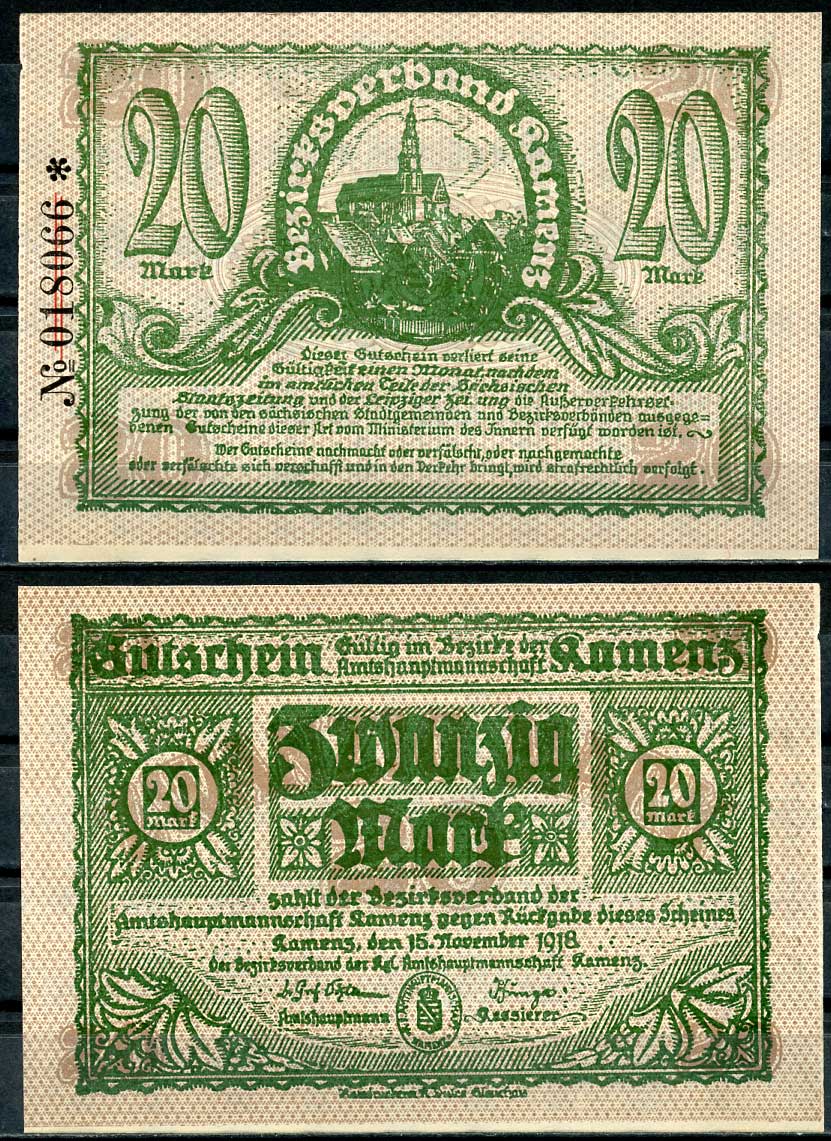 Bezirksverband Kamenz
20 20
Mark Mark
№ 018066 *
Dieser Gutschein verliert seine
Gültigkeit einen Monat, nachdem
im amtlichen Teile der Sächsischen
Staatszeitung und der Leipziger Zei ung die Außerverkehrset-
zung der von den sächsischen Stadtgemeinden und Bezirksverbänden ausgege-
benen Gutscheine dieser Art vom Ministerium des Innern verfügt worden ist.
Wer Gutscheine nachmacht oder verfälscht, oder nachgemachte
oder verfälschte sich verschafft und in den Verkehr bringt, wird strafrechtlich verfolgt.
Gutschein Gültig im Bezirke der Amtshauptmannschaft Kamenz
Zwanzig
Mark
20 20
Mark Mark
zahlt der Bezirksverband der
Amtshauptmannschaft Kamenz gegen Rückgabe dieses Scheines
Kamenz, den 15. November 1918
der Bezirksverband der Kgl. Amtshauptmannschaft Kamenz.
Amtshauptmann Kassierer